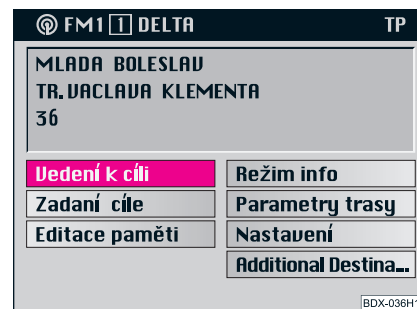 FM1 1 DELTA TP
MLADA BOLESLAV
TR.VACLAVA KLEMENTA
36
Vedení k cíli
Režim info
Zadaní cíle
Parametry trasy
Editace paměti
Nastavení
Additional Destina...
BDX-036H1